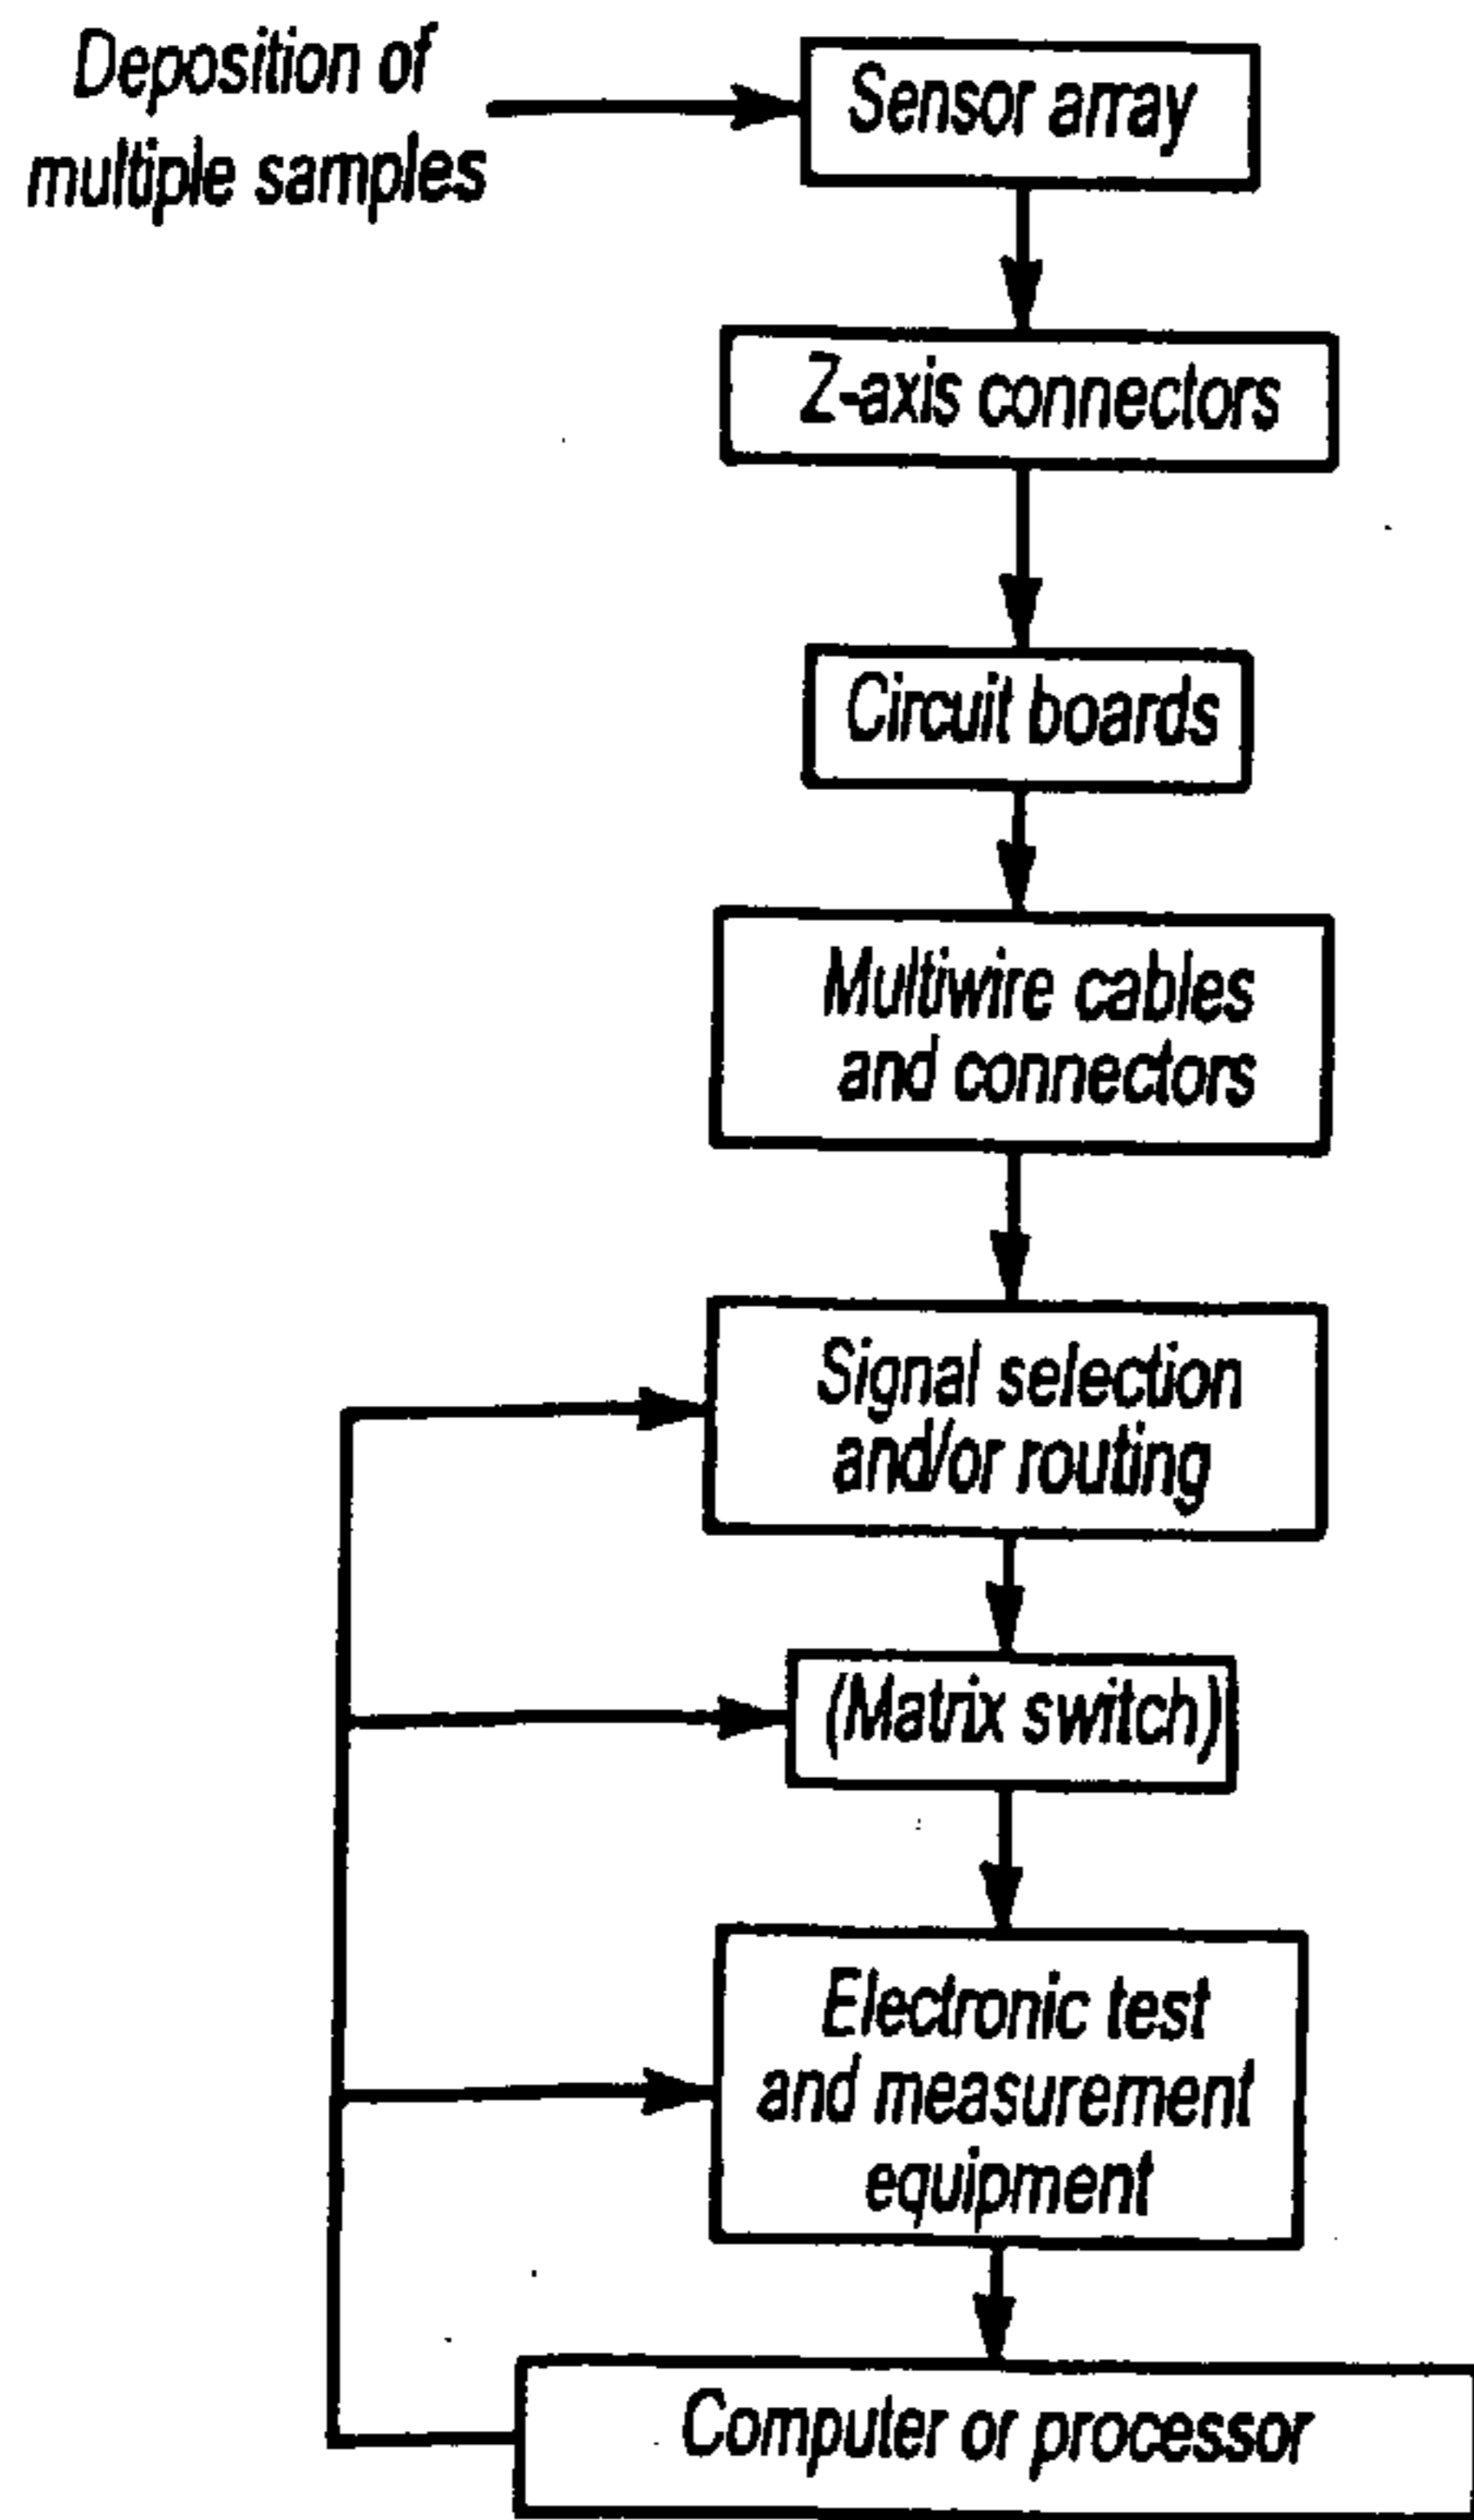 Deposition of
multiple samples
Sensor array
Z-axis connectors
Circuit boards
Multiwire cables
and connectors
Signal selection
and/or routing
(Matrix switch)
Electronic test
and measurement
equipment
Computer or processor